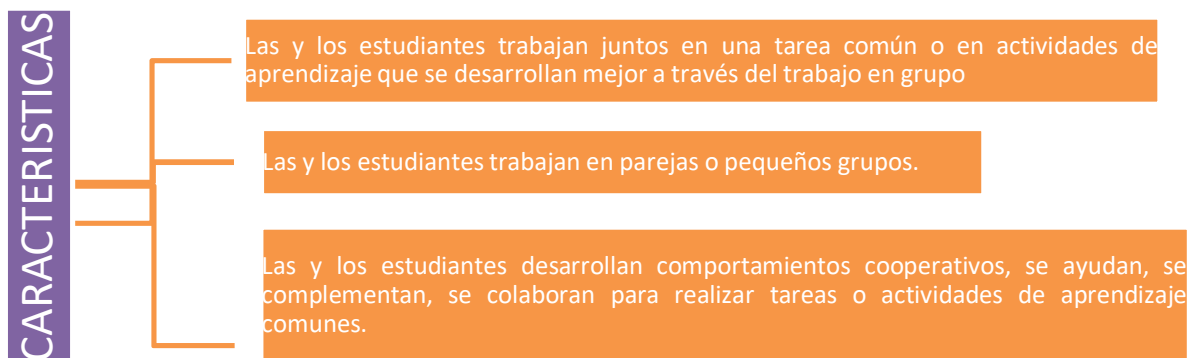 CARACTERISTICAS
Las y los estudiantes trabajan juntos en una tarea común o en actividades de
aprendizaje que se desarrollan mejor a través del trabajo en grupo
Las y los estudiantes trabajan en parejas o pequeños grupos.
Las y los estudiantes desarrollan comportamientos cooperativos, se ayudan, se
complementan, se colaboran para realizar tareas o actividades de aprendizaje
comunes.